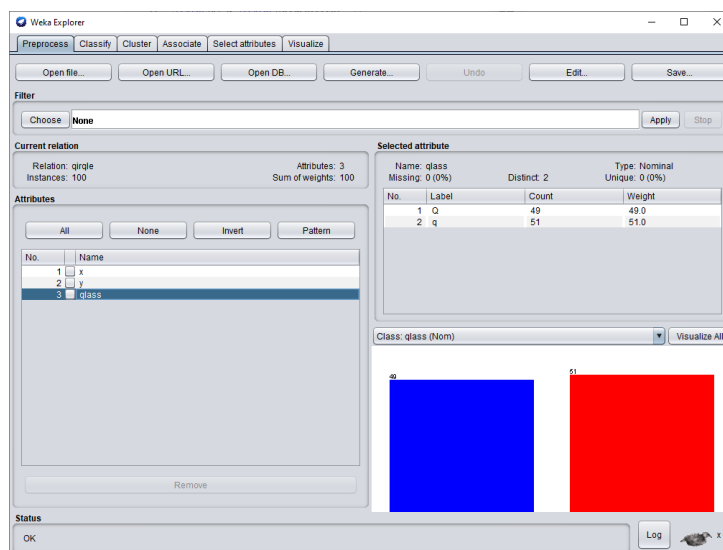 Weka Explorer
Preprocess Classify Cluster Associate Select attributes Visualize
Open file... Open URL... Open DB... Generate... Undo Edit... Save...
Filter
Choose None Apply Stop
Current relation
Relation: qirqle Attributes: 3
Instances: 100 Sum of weights: 100
Selected attribute
Name: qlass Type: Nominal
Missing: 0 (0%) Distinct: 2 Unique: 0 (0%)
No. Label Count Weight
1 Q 49 49.0
2 q 51 51.0
Attributes
All None Invert Pattern
No. Name
1 x
2 y
3 qlass
Remove
Class: qlass (Nom) Visualize All
49
51
Status
OK
Log x